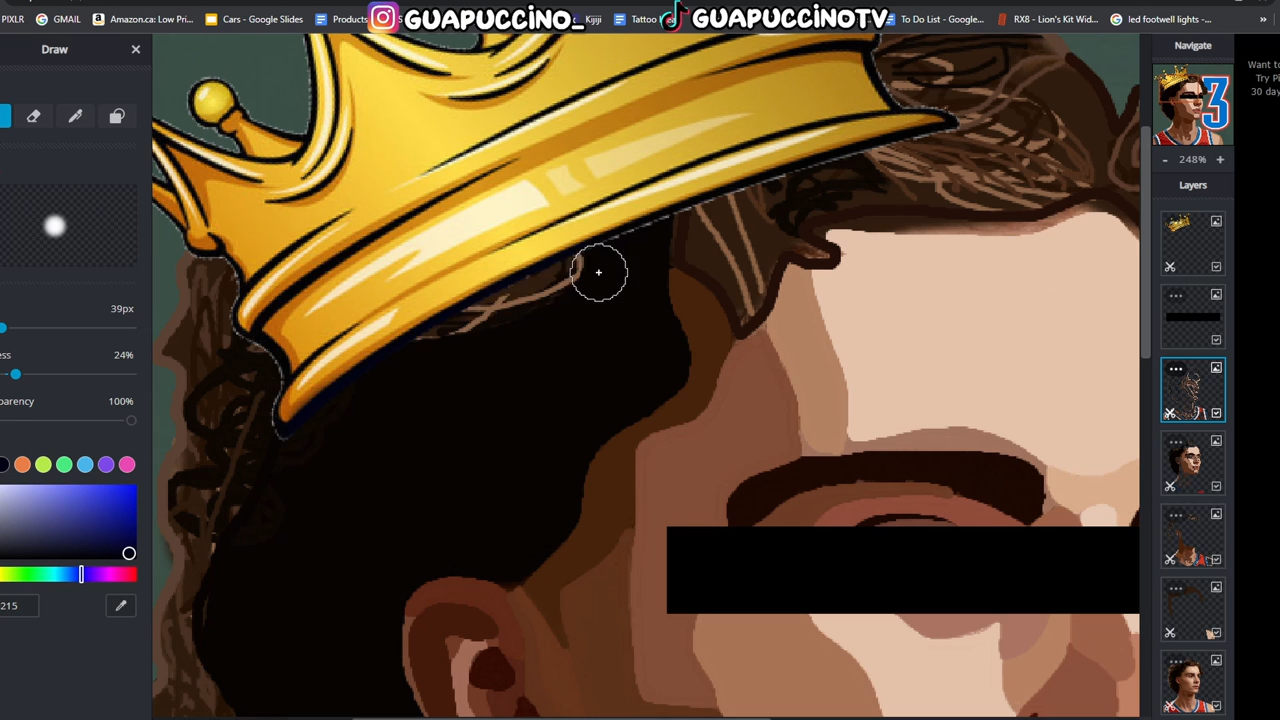 GUAPUCCINO_ GUAPUCCINOTV
PIXLR GMAIL Amazon.ca: Low Pri... Cars - Google Slides Products Kijiji Tattoo To Do List - Google... RX8 - Lion's Kit Wid... led footwell lights -... »
Draw
Navigate
Want to
Try Pi
30 day
3
- 248% +
Layers
39px
ess 24%
parency 100%
215